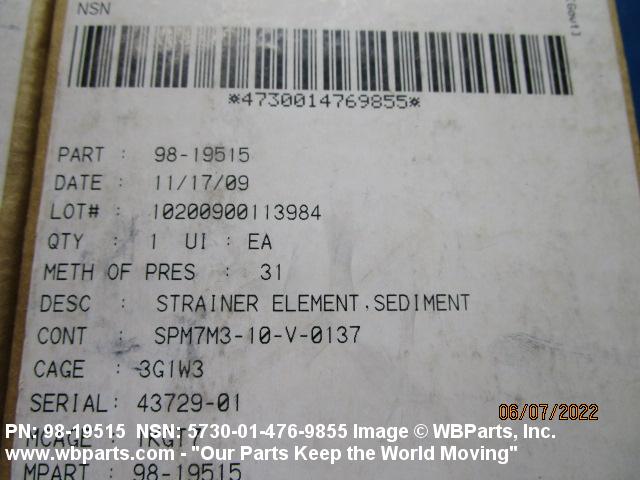 NSN
*4730014769855*
PART : 98-19515
DATE : 11/17/09
LOT# : 10200900113984
QTY : 1 UI : EA
METH OF PRES : 31
DESC : STRAINER ELEMENT,SEDIMENT
CONT : SPM7M3-10-V-0137
CAGE : 3G1W3
SERIAL: 43729-01
06/07/2022
PN: 98-19515 NSN: 5730-01-476-9855 Image © WBParts, Inc.
www.wbparts.com - "Our Parts Keep the World Moving"
MPART : 98-19515